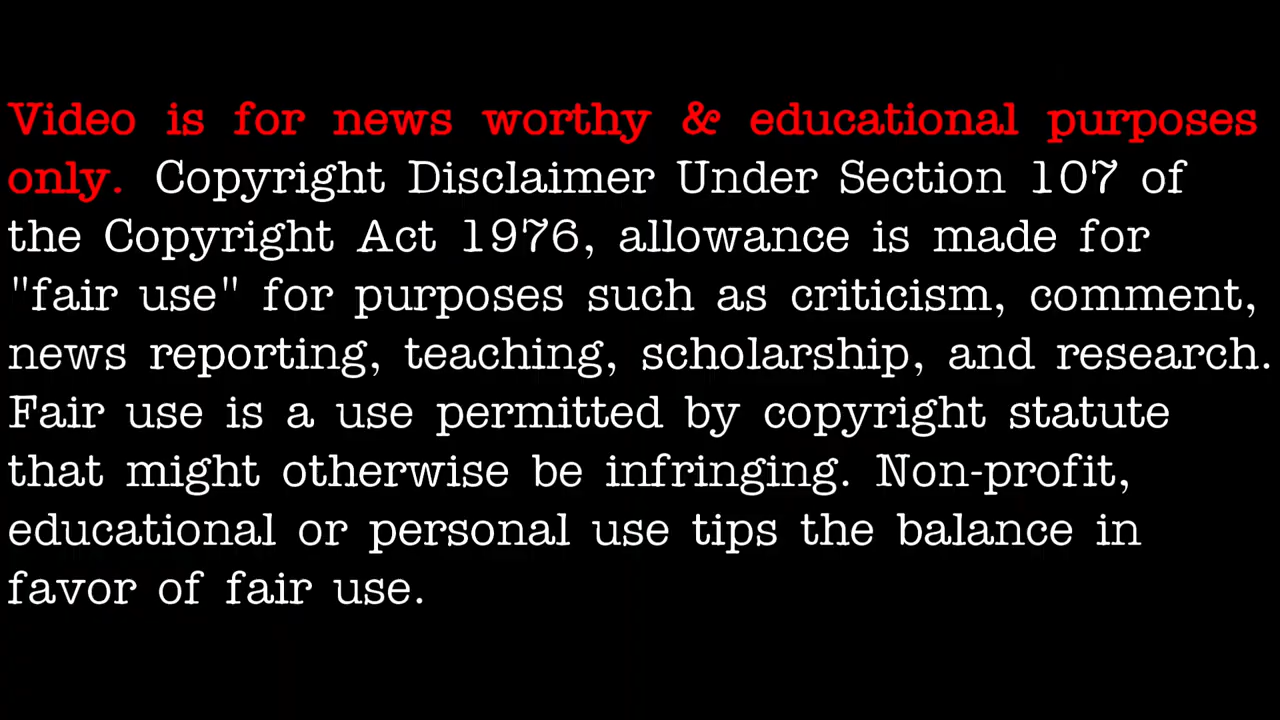 Video is for news worthy & educational purposes
only. Copyright Disclaimer Under Section 107 of
the Copyright Act 1976, allowance is made for
"fair use" for purposes such as criticism, comment,
news reporting, teaching, scholarship, and research.
Fair use is a use permitted by copyright statute
that might otherwise be infringing. Non-profit,
educational or personal use tips the balance in
favor of fair use.